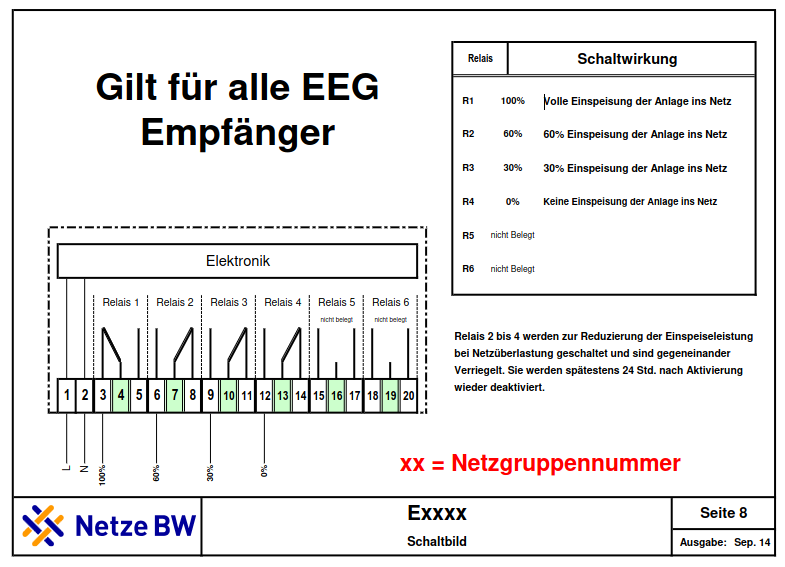 Gilt für alle EEG
Empfänger
Relais Schaltwirkung
R1 100% Volle Einspeisung der Anlage ins Netz
R2 60% 60% Einspeisung der Anlage ins Netz
R3 30% 30% Einspeisung der Anlage ins Netz
R4 0% Keine Einspeisung der Anlage ins Netz
R5 nicht Belegt
R6 nicht Belegt
Elektronik
Relais 1 Relais 2 Relais 3 Relais 4 Relais 5 Relais 6
nicht belegt nicht belegt
1 2 3 4 5 6 7 8 9 10 11 12 13 14 15 16 17 18 19 20
L N 100% 60% 30% 0%
Relais 2 bis 4 werden zur Reduzierung der Einspeiseleistung
bei Netzüberlastung geschaltet und sind gegeneinander
Verriegelt. Sie werden spätestens 24 Std. nach Aktivierung
wieder deaktiviert.
xx = Netzgruppennummer
Netze BW
Exxxx
Schaltbild
Seite 8
Ausgabe: Sep. 14